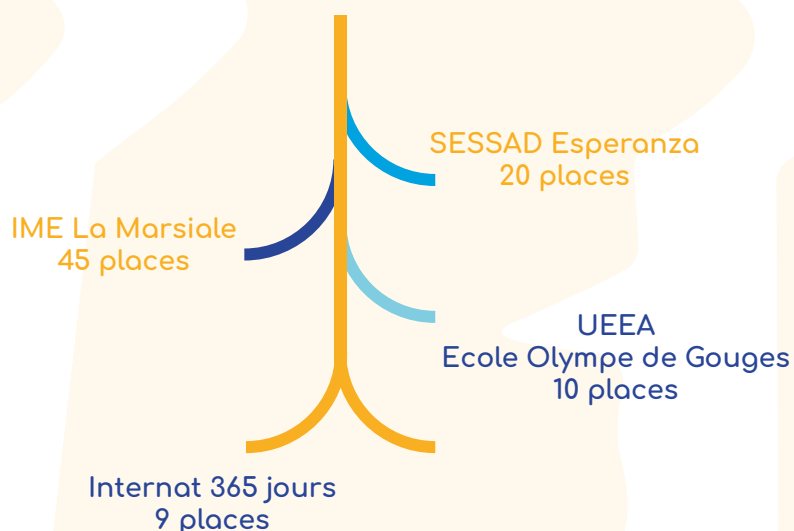 SESSAD Esperanza
20 places
IME La Marsiale
45 places
UEEA
Ecole Olympe de Gouges
10 places
Internat 365 jours
9 places